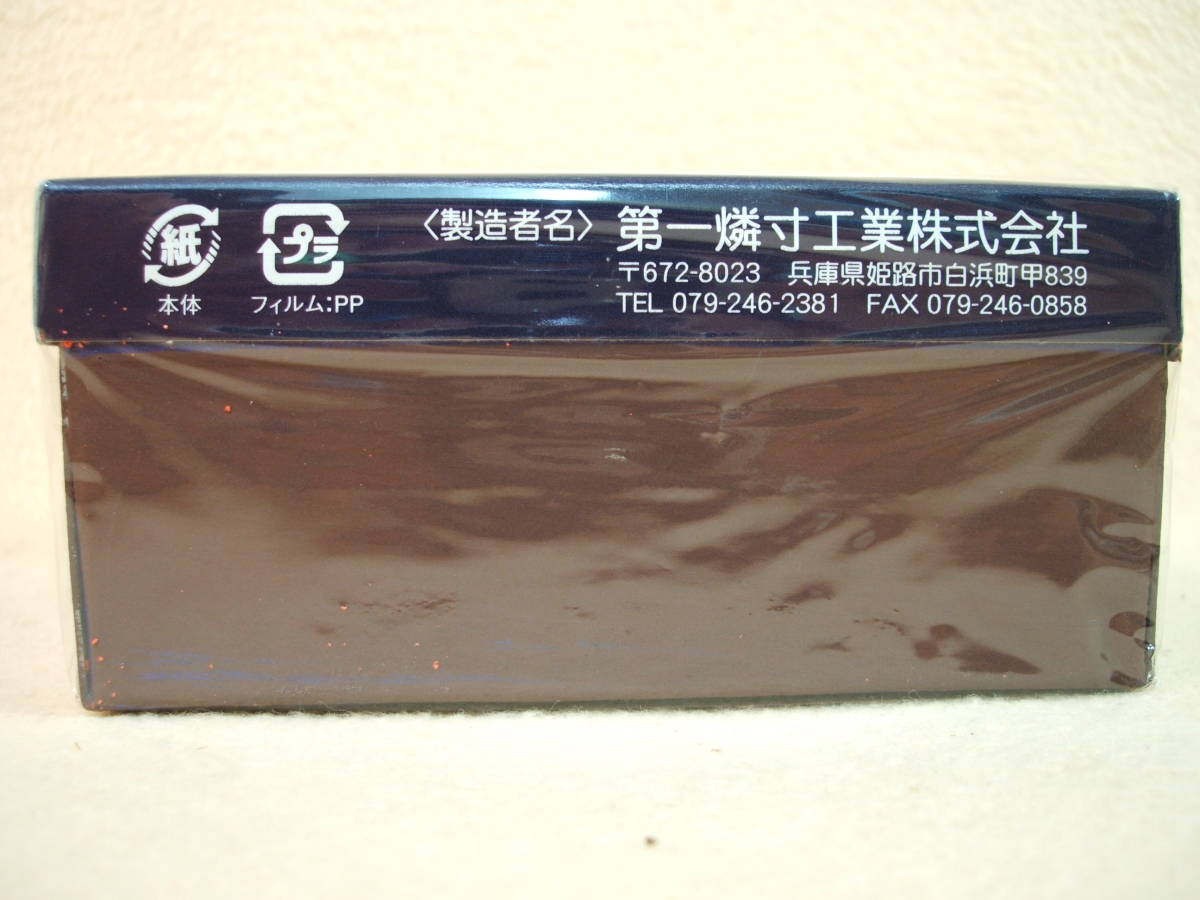 紙
本体
プラ
フィルム:PP
〈製造者名〉 第一燐寸工業株式会社
〒672-8023 兵庫県姫路市白浜町甲839
TEL 079-246-2381 FAX 079-246-0858